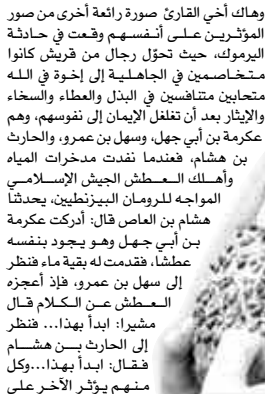 وهاك أخي القارئ صورة رائعة أخرى من صور
المؤثرين على أنفسهم وقعت في حادثة
اليرموك، حيث تحوّل رجال من قريش كانوا
متخاصمين في الجاهلية إلى إخوة في الله
متحابين متنافسين في البذل والعطاء والسخاء
والإيثار بعد أن تغلغل الإيمان إلى نفوسهم، وهم
عكرمة بن أبي جهل، وسهل بن عمرو، والحارث
بن هشام، فعندما نفدت مدخرات المياه
وأهلك العطش الجيش الإسلامي
المواجه للرومان البيزنطيين، يحدثنا
هشام بن العاص قال: أدركت عكرمة
بن أبي جهل وهو يجود بنفسه
عطشا، فقدمت له بقية ماء فنظر
إلى سهل بن عمرو، فإذ أعجزه
العطش عن الكلام قال
مشيرا: ابدأ بهذا... فنظر
إلى الحارث بن هشام
فقال: ابدأ بهذا...وكل
منهم يؤثر الآخر على